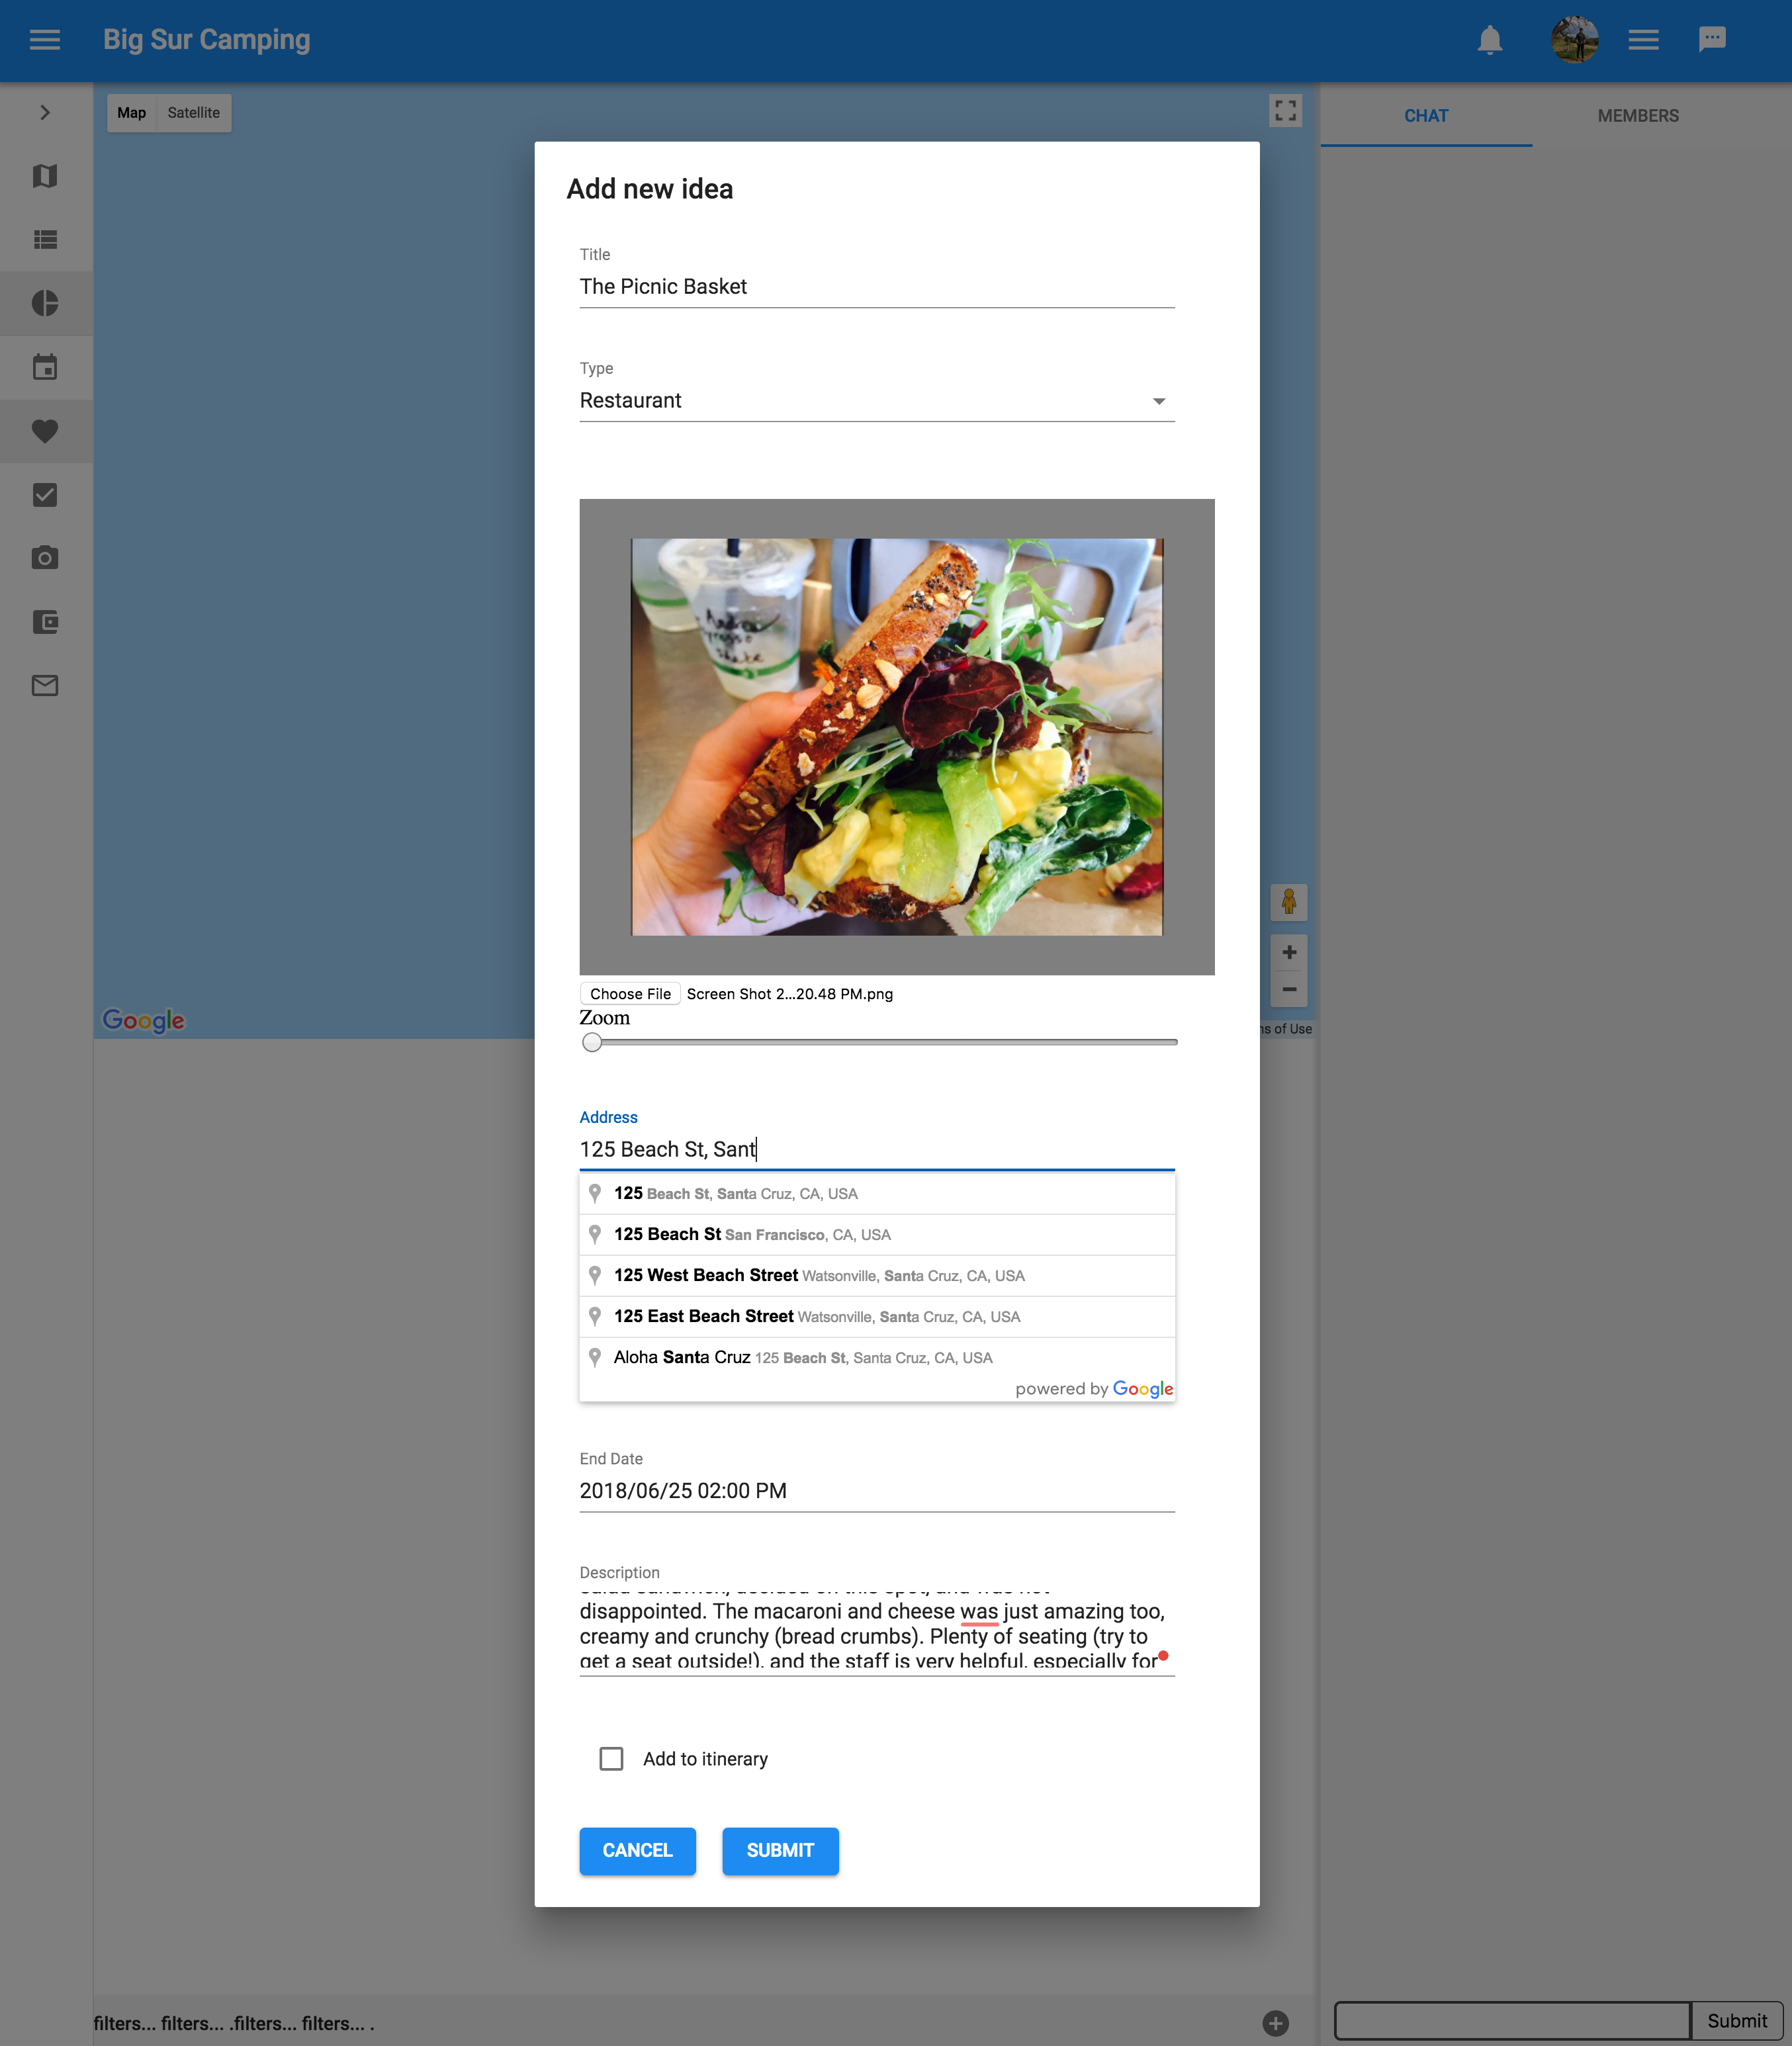 Big Sur Camping
Map Satellite
CHAT MEMBERS
Add new idea
Title
The Picnic Basket
Type
Restaurant
Andrew
Espresso
shake
Choose File Screen Shot 2...20.48 PM.png
Zoom
Google
ns of Use
Address
125 Beach St, Sant
125 Beach St, Santa Cruz, CA, USA
125 Beach St San Francisco, CA, USA
125 West Beach Street Watsonville, Santa Cruz, CA, USA
125 East Beach Street Watsonville, Santa Cruz, CA, USA
Aloha Santa Cruz 125 Beach St, Santa Cruz, CA, USA
powered by Google
End Date
2018/06/25 02:00 PM
Description
disappointed. The macaroni and cheese was just amazing too,
creamy and crunchy (bread crumbs). Plenty of seating (try to
get a seat outside!), and the staff is very helpful, especially for
Add to itinerary
CANCEL SUBMIT
filters... filters... .filters... filters... .
Submit